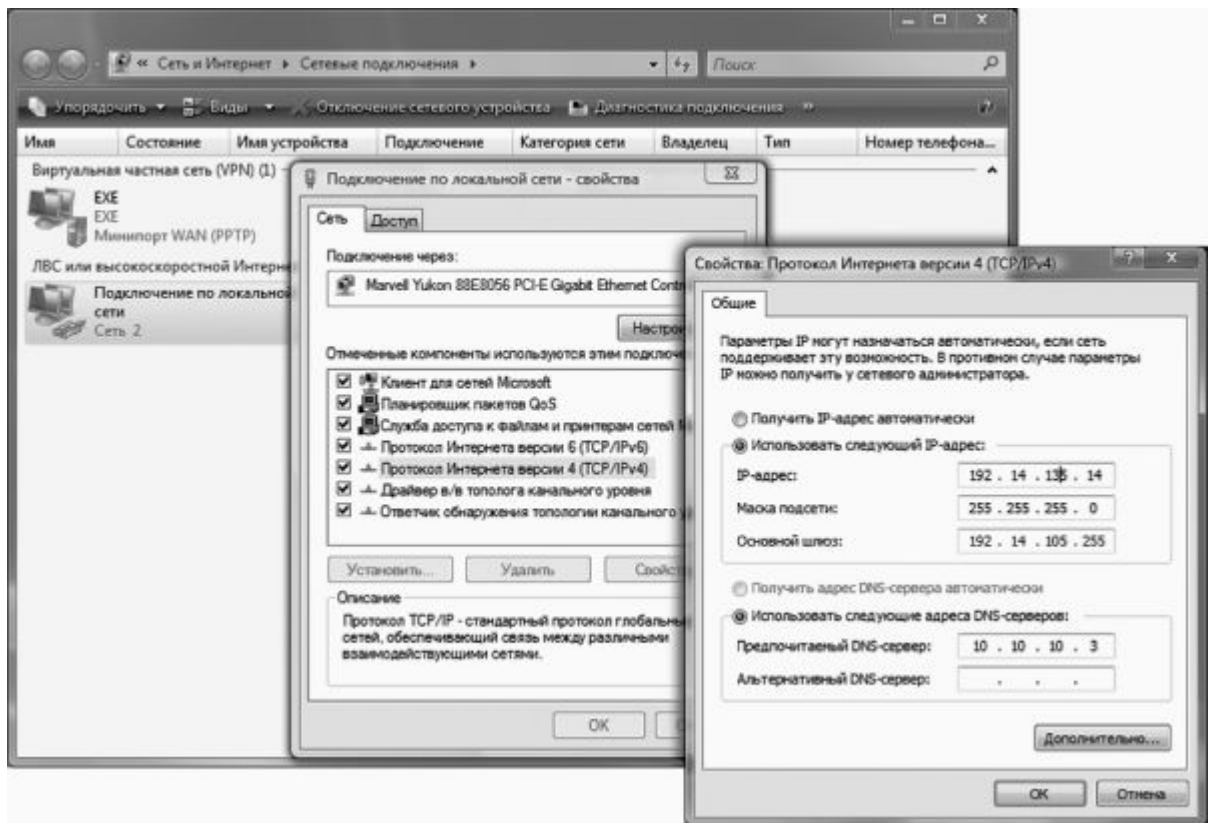 « Сеть и Интернет ▸ Сетевые подключения ▸
Поиск
Упорядочить Виды Отключение сетевого устройства Диагностика подключения »
Имя Состояние Имя устройства Подключение Категория сети Владелец Тип Номер телефона...
Виртуальная частная сеть (VPN) (1)
EXE
EXE
Минипорт WAN (PPTP)
ЛВС или высокоскоростной
Подключение по локальной
сети
Сеть 2
Подключение по локальной сети - свойства
Сеть Доступ
Подключение через:
Marvell Yukon 88E8056 PCI-E Gigabit Ethernet
Отмеченные компоненты используются этим
Клиент для сетей Microsoft
Планировщик пакетов QoS
Служба доступа к файлам и принтерам сетей
Протокол Интернета версии 6 (TCP/IPv6)
Протокол Интернета версии 4 (TCP/IPv4)
Драйвер в/в тополога канального уровня
Ответчик обнаружения топологии канального
Установить... Удалить
Описание
Протокол TCP/IP - стандартный протокол
сетей, обеспечивающий связь между различными
взаимодействующими сетями.
OK
Свойства: Протокол Интернета версии 4 (TCP/IPv4)
Общие
Параметры IP могут назначаться автоматически, если сеть
поддерживает эту возможность. В противном случае параметры
IP можно получить у сетевого администратора.
Получить IP-адрес автоматически
Использовать следующий IP-адрес:
IP-адрес: 192 . 14 . . 14
Маска подсети: 255 . 255 . 255 . 0
Основной шлюз: 192 . 14 . 105 . 255
Получить адрес DNS-сервера автоматически
Использовать следующие адреса DNS-серверов:
Предпочитаемый DNS-сервер: 10 . 10 . 10 . 3
Альтернативный DNS-сервер: . . .
Дополнительно...
OK Отмена